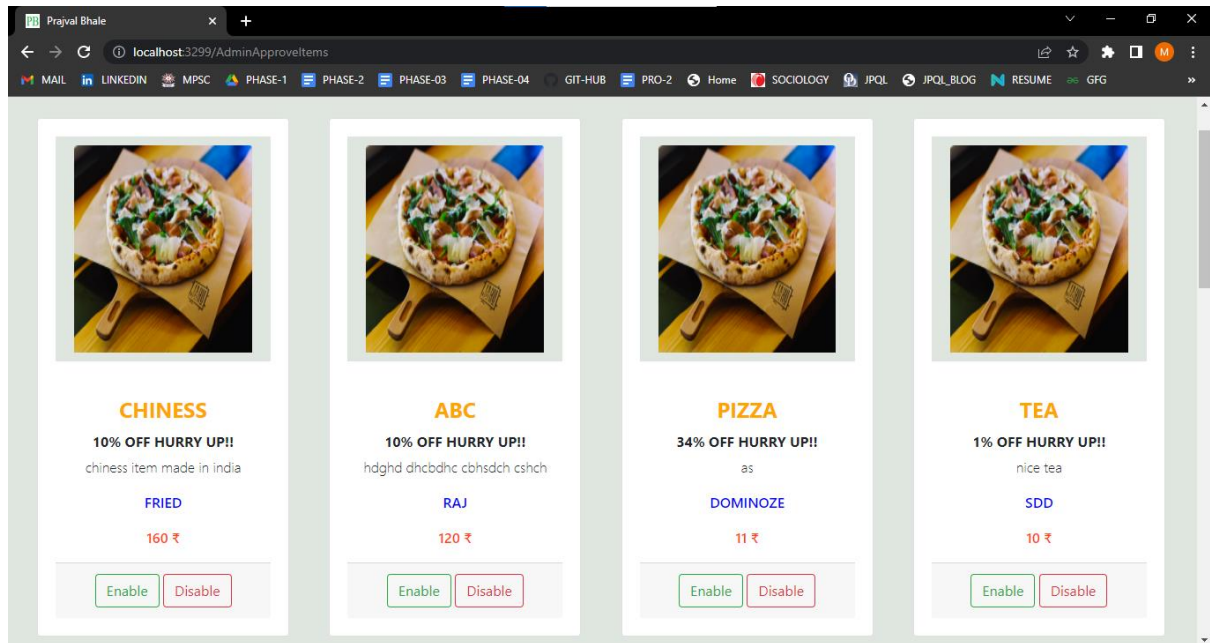 PB Prajval Bhale
localhost:3299/AdminApproveItems
M
MAIL in LINKEDIN MPSC PHASE-1 PHASE-2 PHASE-03 PHASE-04 GIT-HUB PRO-2 Home SOCIOLOGY JPQL JPQL_BLOG RESUME GFG »
CHINESS
10% OFF HURRY UP!!
chiness item made in india
FRIED
160 ₹
Enable Disable
ABC
10% OFF HURRY UP!!
hdghd dhcbdhc cbhsdch cshch
RAJ
120 ₹
Enable Disable
PIZZA
34% OFF HURRY UP!!
as
DOMINOZE
11 ₹
Enable Disable
TEA
1% OFF HURRY UP!!
nice tea
SDD
10 ₹
Enable Disable